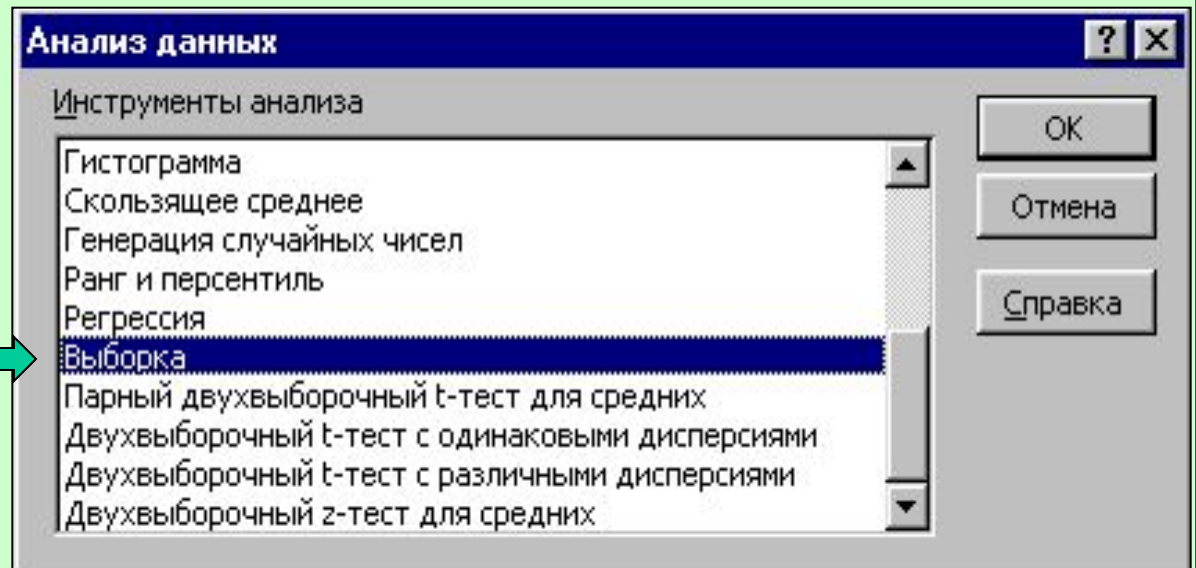 Анализ данных
Инструменты анализа
Гистограмма
Скользящее среднее
Генерация случайных чисел
Ранг и персентиль
Регрессия
Выборка
Парный двухвыборочный t-тест для средних
Двухвыборочный t-тест с одинаковыми дисперсиями
Двухвыборочный t-тест с различными дисперсиями
Двухвыборочный z-тест для средних
OK
Отмена
Справка